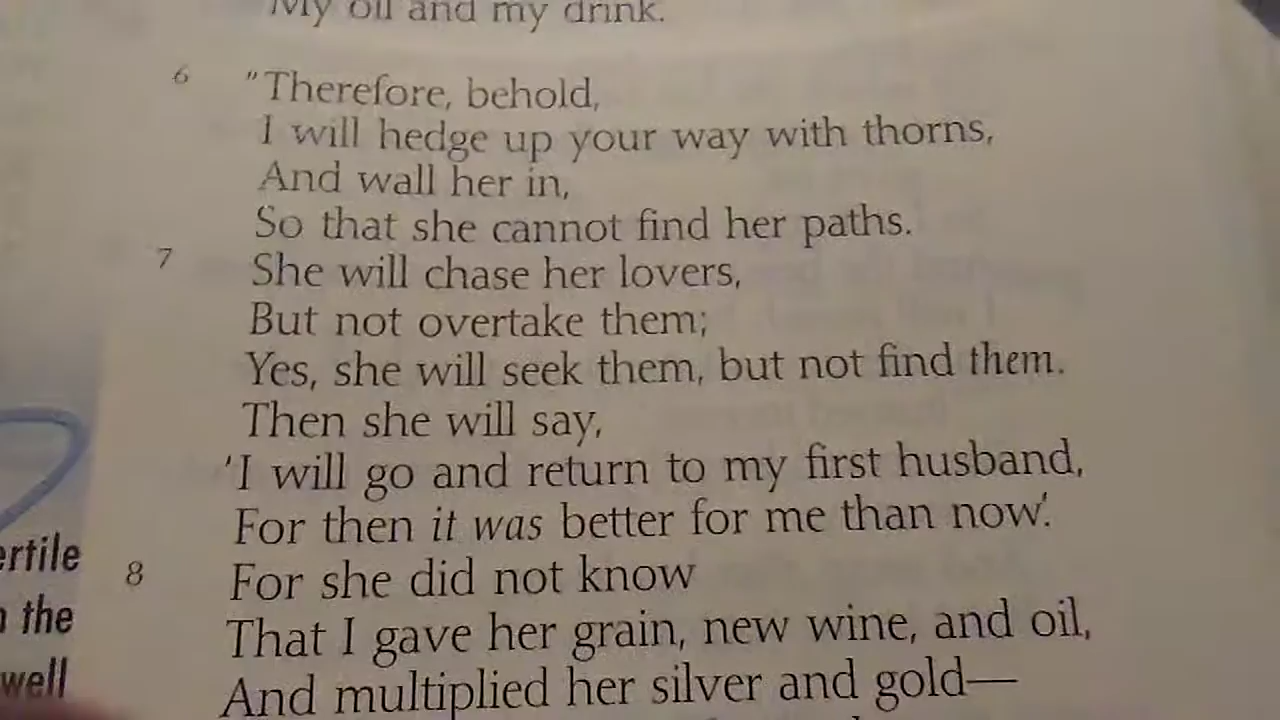 My oil and my drink.
6 "Therefore, behold,
I will hedge up your way with thorns,
And wall her in,
So that she cannot find her paths.
7 She will chase her lovers,
But not overtake them;
Yes, she will seek them, but not find them.
Then she will say,
'I will go and return to my first husband,
For then it was better for me than now.'
8 For she did not know
That I gave her grain, new wine, and oil,
And multiplied her silver and gold—
ertile
the
well